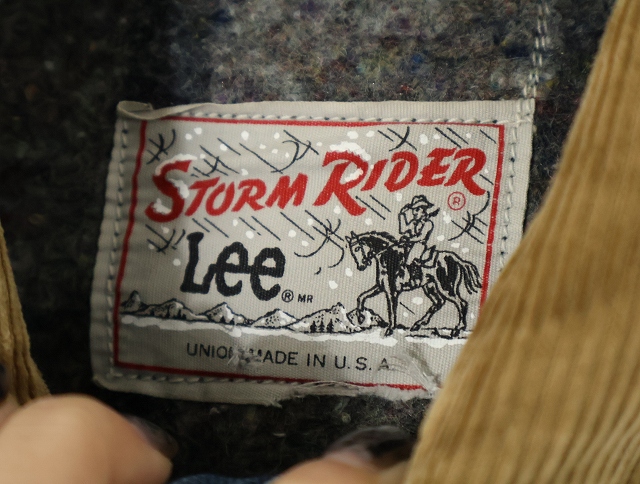 STORM RIDER ®
Lee ® MR
UNION MADE IN U.S.A.